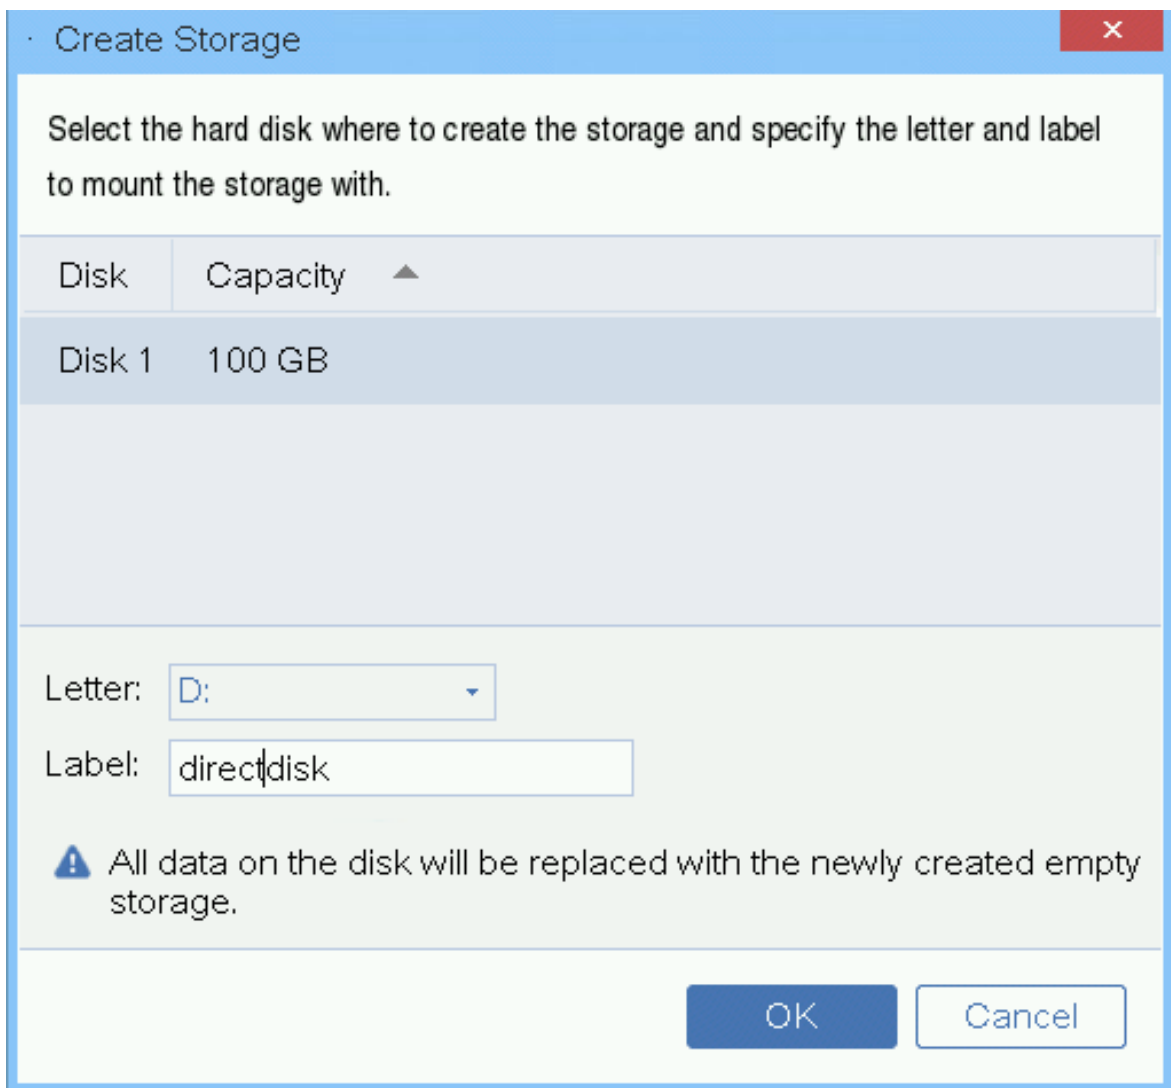 Create Storage
Select the hard disk where to create the storage and specify the letter and label
to mount the storage with.
Disk Capacity
Disk 1 100 GB
Letter: D:
Label: directdisk
All data on the disk will be replaced with the newly created empty
storage.
OK Cancel